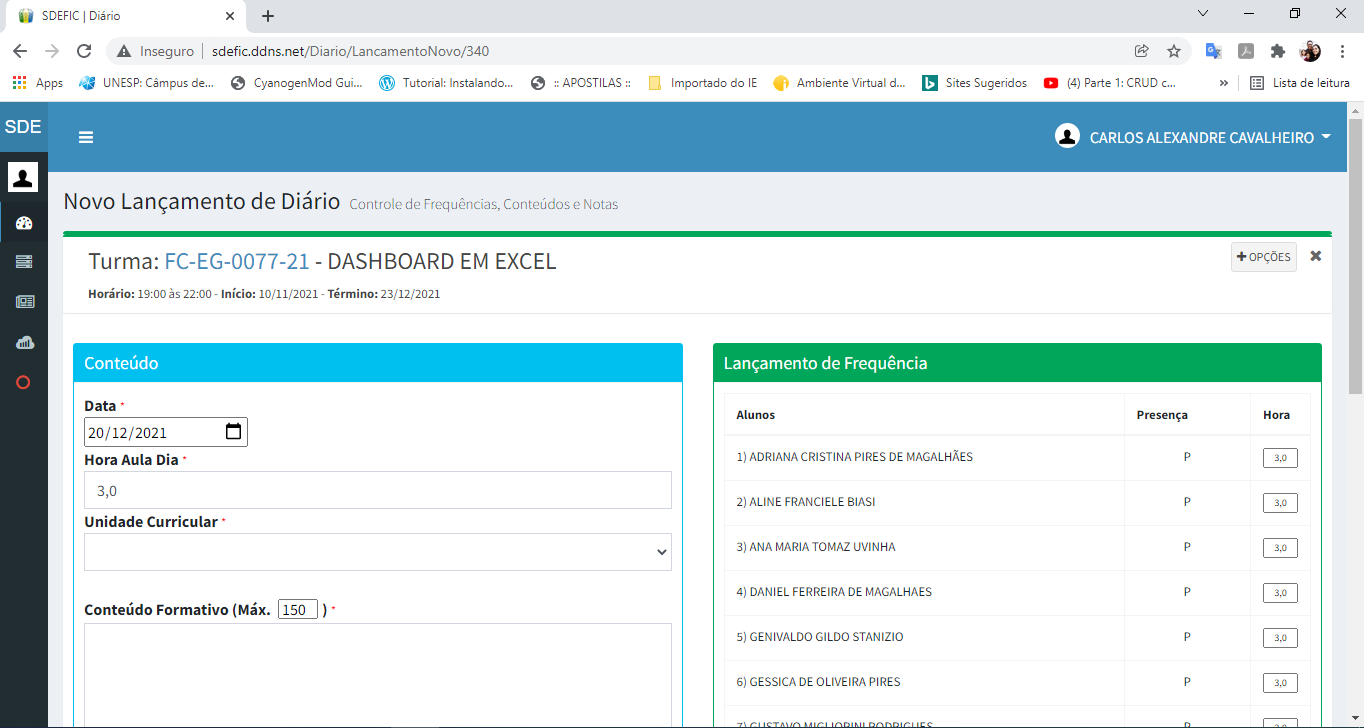 SDEFIC | Diário
Inseguro
sdefic.ddns.net/Diario/LancamentoNovo/340
Apps
UNESP: Câmpus de...
CyanogenMod Gui...
Tutorial: Instalando...
:: APOSTILAS ::
Importado do IE
Ambiente Virtual d...
Sites Sugeridos
(4) Parte 1: CRUD c...
»
Lista de leitura
SDE
CARLOS ALEXANDRE CAVALHEIRO
Novo Lançamento de Diário Controle de Frequências, Conteúdos e Notas
Turma: FC-EG-0077-21 - DASHBOARD EM EXCEL
OPÇÕES
Horário: 19:00 às 22:00 - Início: 10/11/2021 - Término: 23/12/2021
Conteúdo
Data *
20/12/2021
Hora Aula Dia *
3,0
Unidade Curricular *
Conteúdo Formativo (Máx. 150 ) *
Lançamento de Frequência
Alunos Presença Hora
1) ADRIANA CRISTINA PIRES DE MAGALHÃES P 3,0
2) ALINE FRANCIELE BIASI P 3,0
3) ANA MARIA TOMAZ UVINHA P 3,0
4) DANIEL FERREIRA DE MAGALHAES P 3,0
5) GENIVALDO GILDO STANIZIO P 3,0
6) GESSICA DE OLIVEIRA PIRES P 3,0
7) GUSTAVO MIGLIORINI RODRIGUES P 3,0